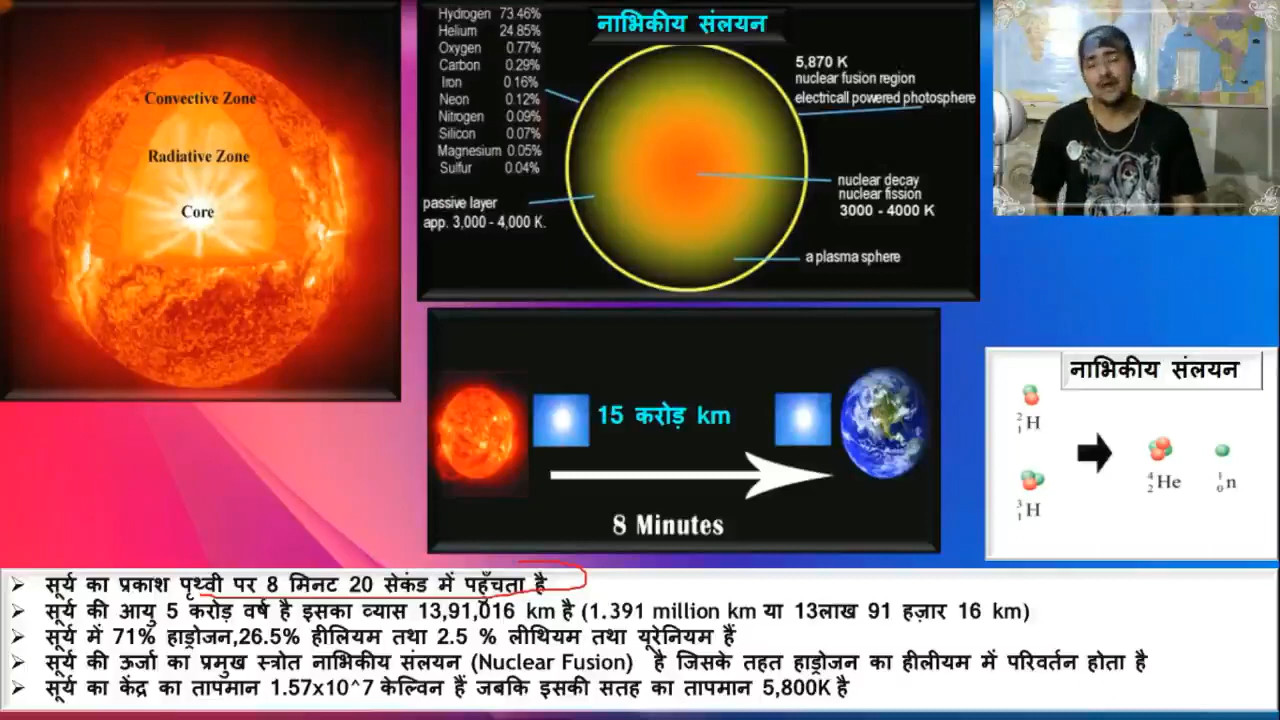 Convective Zone
Radiative Zone
Core
Hydrogen 73.46%
Helium 24.85%
Oxygen 0.77%
Carbon 0.29%
Iron 0.16%
Neon 0.12%
Nitrogen 0.09%
Silicon 0.07%
Magnesium 0.05%
Sulfur 0.04%
passive layer
app. 3,000 - 4,000 K.
नाभिकीय संलयन
5,870 K
nuclear fusion region
electricall powered photosphere
nuclear decay
nuclear fission
3000 - 4000 K
a plasma sphere
15 करोड़ km
8 Minutes
नाभिकीय संलयन
²₁H
³₁H
⁴₂He
¹₀n
➢ सूर्य का प्रकाश पृथ्वी पर 8 मिनट 20 सेकंड में पहुँचता है
➢ सूर्य की आयु 5 करोड़ वर्ष है इसका व्यास 13,91,016 km है (1.391 million km या 13लाख 91 हज़ार 16 km)
➢ सूर्य में 71% हाड्रोजन,26.5% हीलियम तथा 2.5 % लीथियम तथा यूरेनियम हैं
➢ सूर्य की ऊर्जा का प्रमुख स्त्रोत नाभिकीय संलयन (Nuclear Fusion) है जिसके तहत हाड्रोजन का हीलीयम में परिवर्तन होता है
➢ सूर्य का केंद्र का तापमान 1.57x10^7 केल्विन हैं जबकि इसकी सतह का तापमान 5,800K है